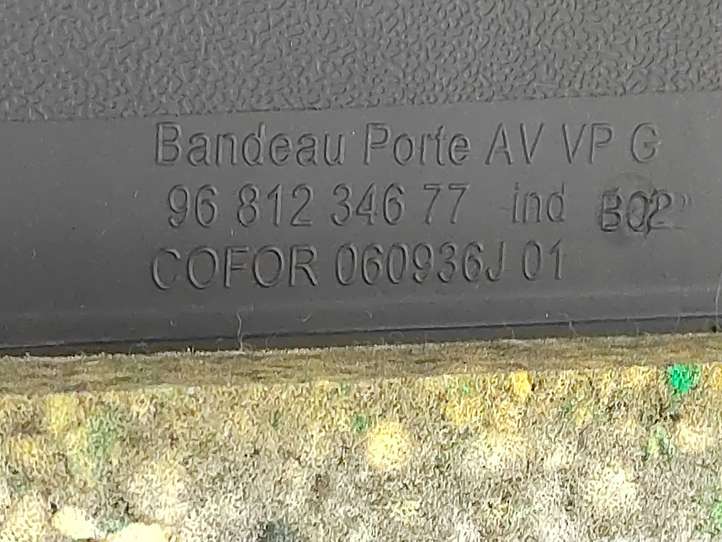 Bandeau Porte AV VP G
96 812 346 77 ind
COFOR 060936J 01